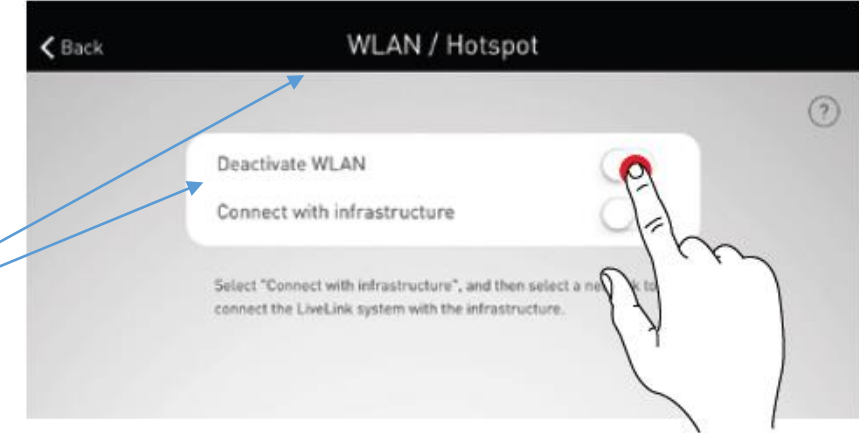 Back
WLAN / Hotspot
?
Deactivate WLAN
Connect with infrastructure
Select "Connect with infrastructure", and then select a to
connect the LiveLink system with the infrastructure.